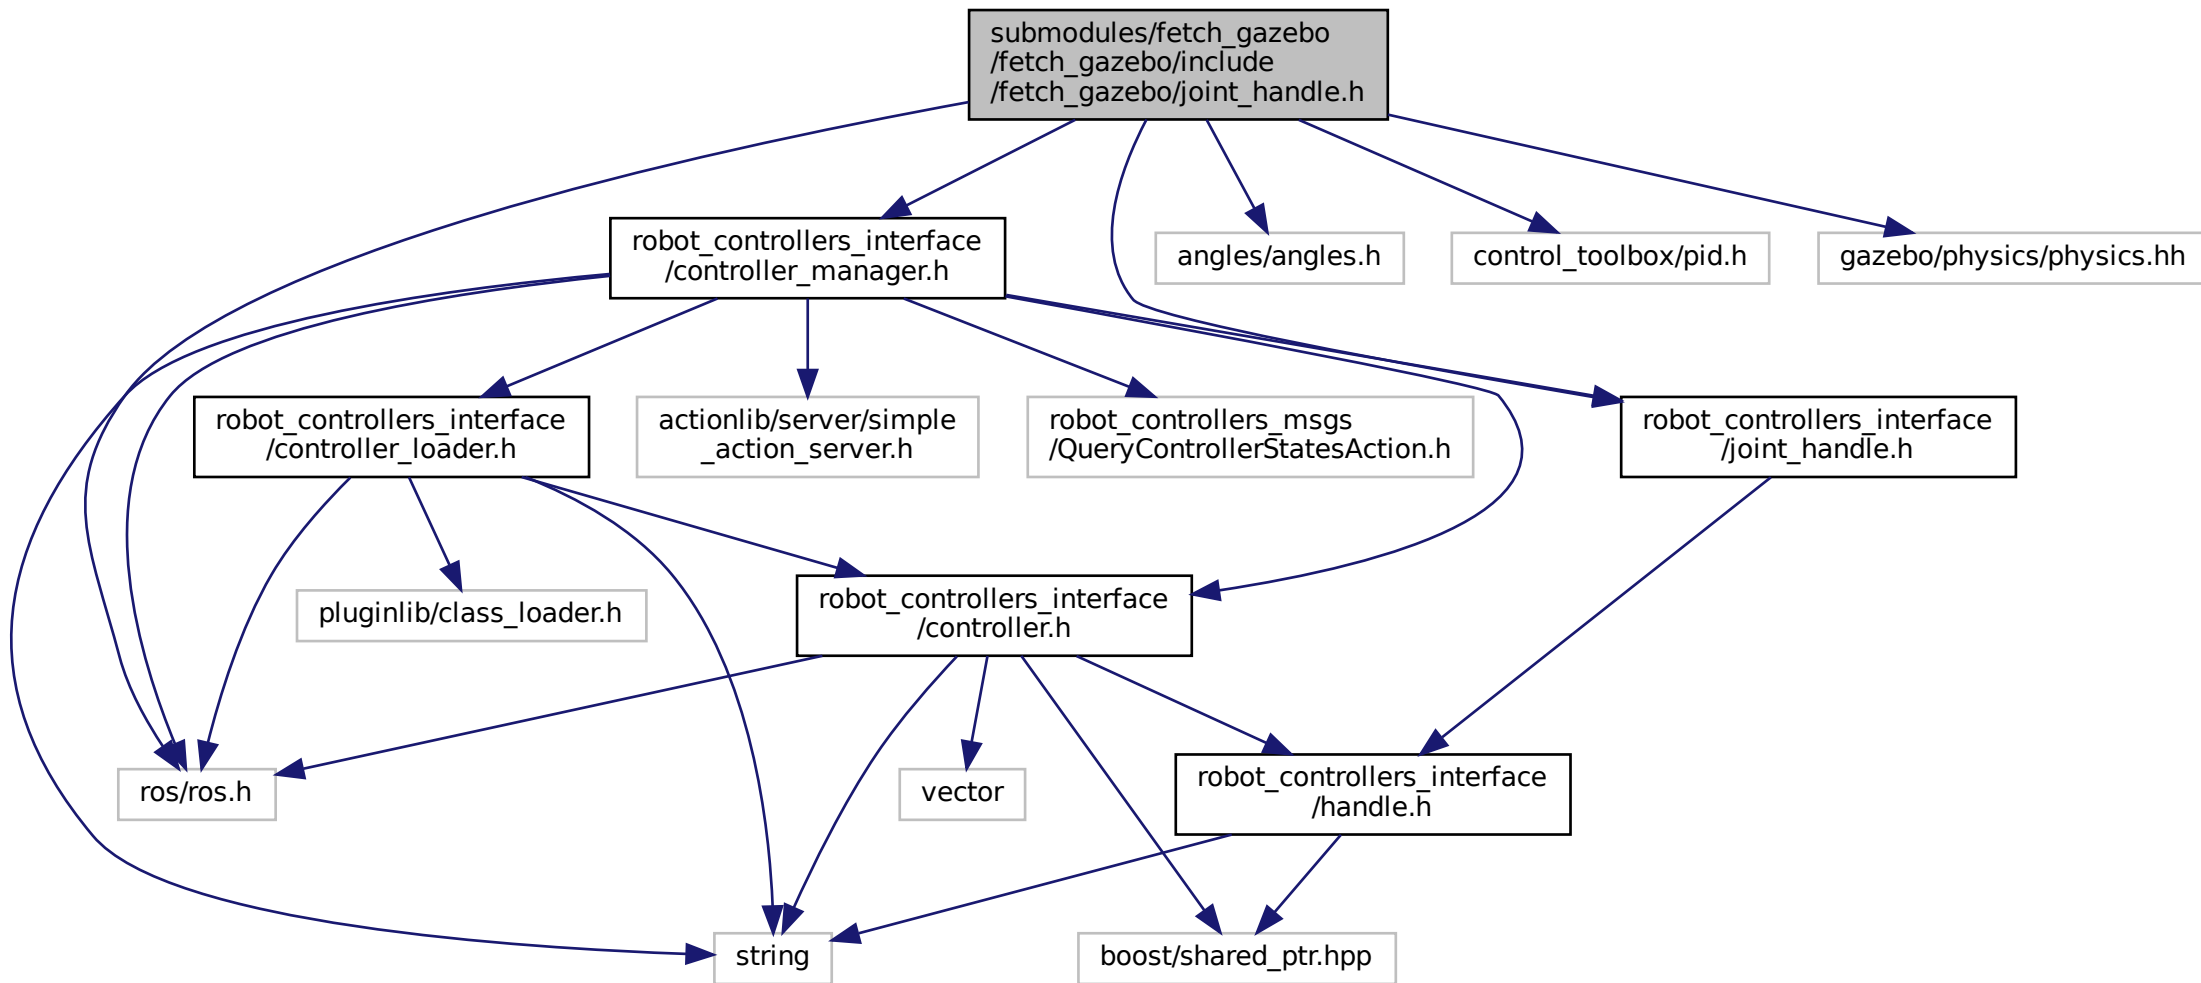 submodules/fetch_gazebo
/fetch_gazebo/include
/fetch_gazebo/joint_handle.h
robot_controllers_interface
/controller_manager.h
angles/angles.h
control_toolbox/pid.h
gazebo/physics/physics.hh
robot_controllers_interface
/controller_loader.h
actionlib/server/simple
_action_server.h
robot_controllers_msgs
/QueryControllerStatesAction.h
robot_controllers_interface
/joint_handle.h
pluginlib/class_loader.h
robot_controllers_interface
/controller.h
ros/ros.h
vector
robot_controllers_interface
/handle.h
string
boost/shared_ptr.hpp